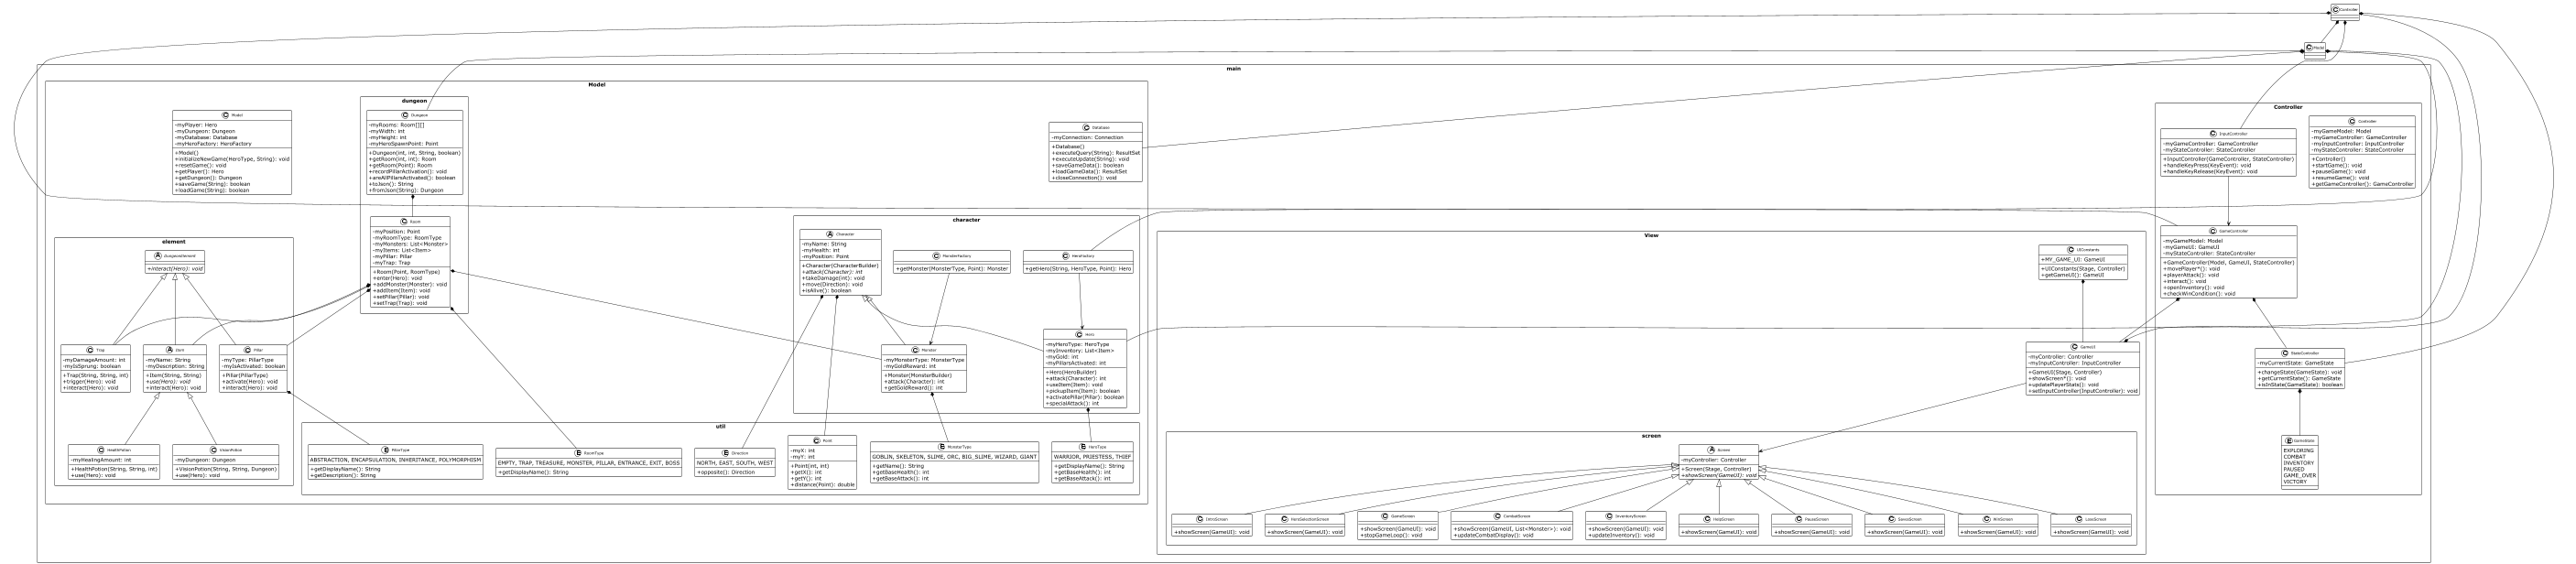 Controller
Model
main
Model
Model
-myPlayer: Hero
-myDungeon: Dungeon
-myDatabase: Database
-myHeroFactory: HeroFactory
+Model()
+initializeNewGame(HeroType, String): void
+resetGame(): void
+getPlayer(): Hero
+getDungeon(): Dungeon
+saveGame(String): boolean
+loadGame(String): boolean
dungeon
Dungeon
-myRooms: Room[][]
-myWidth: int
-myHeight: int
-myHeroSpawnPoint: Point
+Dungeon(int, int, String, boolean)
+getRoom(int, int): Room
+getRoom(Point): Room
+recordPillarActivation(): void
+areAllPillarsActivated(): boolean
+toJson(): String
+fromJson(String): Dungeon
Room
-myPosition: Point
-myRoomType: RoomType
-myMonsters: List<Monster>
-myItems: List<Item>
-myPillar: Pillar
-myTrap: Trap
+Room(Point, RoomType)
+enter(Hero): void
+addMonster(Monster): void
+addItem(Item): void
+setPillar(Pillar): void
+setTrap(Trap): void
Database
-myConnection: Connection
+Database()
+executeQuery(String): ResultSet
+executeUpdate(String): void
+saveGameData(): boolean
+loadGameData(): ResultSet
+closeConnection(): void
element
DungeonElement
+interact(Hero): void
Trap
-myDamageAmount: int
-myIsSprung: boolean
+Trap(String, String, int)
+trigger(Hero): void
+interact(Hero): void
Item
-myName: String
-myDescription: String
+Item(String, String)
+use(Hero): void
+interact(Hero): void
Pillar
-myType: PillarType
-myIsActivated: boolean
+Pillar(PillarType)
+activate(Hero): void
+interact(Hero): void
HealthPotion
-myHealingAmount: int
+HealthPotion(String, String, int)
+use(Hero): void
VisionPotion
-myDungeon: Dungeon
+VisionPotion(String, String, Dungeon)
+use(Hero): void
character
Character
-myName: String
-myHealth: int
-myPosition: Point
+Character(CharacterBuilder)
+attack(Character): int
+takeDamage(int): void
+move(Direction): void
+isAlive(): boolean
MonsterFactory
+getMonster(MonsterType, Point): Monster
HeroFactory
+getHero(String, HeroType, Point): Hero
Monster
-myMonsterType: MonsterType
-myGoldReward: int
+Monster(MonsterBuilder)
+attack(Character): int
+getGoldReward(): int
Hero
-myHeroType: HeroType
-myInventory: List<Item>
-myGold: int
-myPillarsActivated: int
+Hero(HeroBuilder)
+attack(Character): int
+useItem(Item): void
+pickupItem(Item): boolean
+activatePillar(Pillar): boolean
+specialAttack(): int
util
PillarType
ABSTRACTION, ENCAPSULATION, INHERITANCE, POLYMORPHISM
+getDisplayName(): String
+getDescription(): String
RoomType
EMPTY, TRAP, TREASURE, MONSTER, PILLAR, ENTRANCE, EXIT, BOSS
+getDisplayName(): String
Direction
NORTH, EAST, SOUTH, WEST
+opposite(): Direction
Point
-myX: int
-myY: int
+Point(int, int)
+getX(): int
+getY(): int
+distance(Point): double
MonsterType
GOBLIN, SKELETON, SLIME, ORC, BIG_SLIME, WIZARD, GIANT
+getName(): String
+getBaseHealth(): int
+getBaseAttack(): int
HeroType
WARRIOR, PRIESTESS, THIEF
+getDisplayName(): String
+getBaseHealth(): int
+getBaseAttack(): int
View
UIConstants
+MY_GAME_UI: GameUI
+UIConstants(Stage, Controller)
+getGameUI(): GameUI
GameUI
-myController: Controller
-myInputController: InputController
+GameUI(Stage, Controller)
+showScreen*(): void
+updatePlayerStats(): void
+setInputController(InputController): void
screen
Screen
-myController: Controller
+Screen(Stage, Controller)
+showScreen(GameUI): void
IntroScreen
+showScreen(GameUI): void
HeroSelectionScreen
+showScreen(GameUI): void
GameScreen
+showScreen(GameUI): void
+stopGameLoop(): void
CombatScreen
+showScreen(GameUI, List<Monster>): void
+updateCombatDisplay(): void
InventoryScreen
+showScreen(GameUI): void
+updateInventory(): void
HelpScreen
+showScreen(GameUI): void
PauseScreen
+showScreen(GameUI): void
SavesScreen
+showScreen(GameUI): void
WinScreen
+showScreen(GameUI): void
LoseScreen
+showScreen(GameUI): void
Controller
InputController
-myGameController: GameController
-myStateController: StateController
+InputController(GameController, StateController)
+handleKeyPress(KeyEvent): void
+handleKeyRelease(KeyEvent): void
Controller
-myGameModel: Model
-myGameController: GameController
-myInputController: InputController
-myStateController: StateController
+Controller()
+startGame(): void
+pauseGame(): void
+resumeGame(): void
+getGameController(): GameController
GameController
-myGameModel: Model
-myGameUI: GameUI
-myStateController: StateController
+GameController(Model, GameUI, StateController)
+movePlayer*(): void
+playerAttack(): void
+interact(): void
+openInventory(): void
+checkWinCondition(): void
StateController
-myCurrentState: GameState
+changeState(GameState): void
+getCurrentState(): GameState
+isInState(GameState): boolean
GameState
EXPLORING
COMBAT
INVENTORY
PAUSED
GAME_OVER
VICTORY